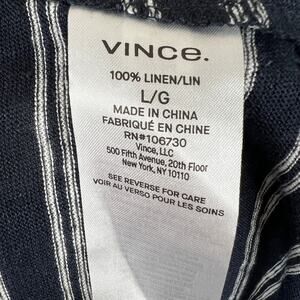 VINCE.
100% LINEN/LIN
L/G
MADE IN CHINA
FABRIQUÉ EN CHINE
RN#106730
Vince, LLC
500 Fifth Avenue, 20th Floor
New York, NY 10110
SEE REVERSE FOR CARE
VOIR AU VERSO POUR LES SOINS